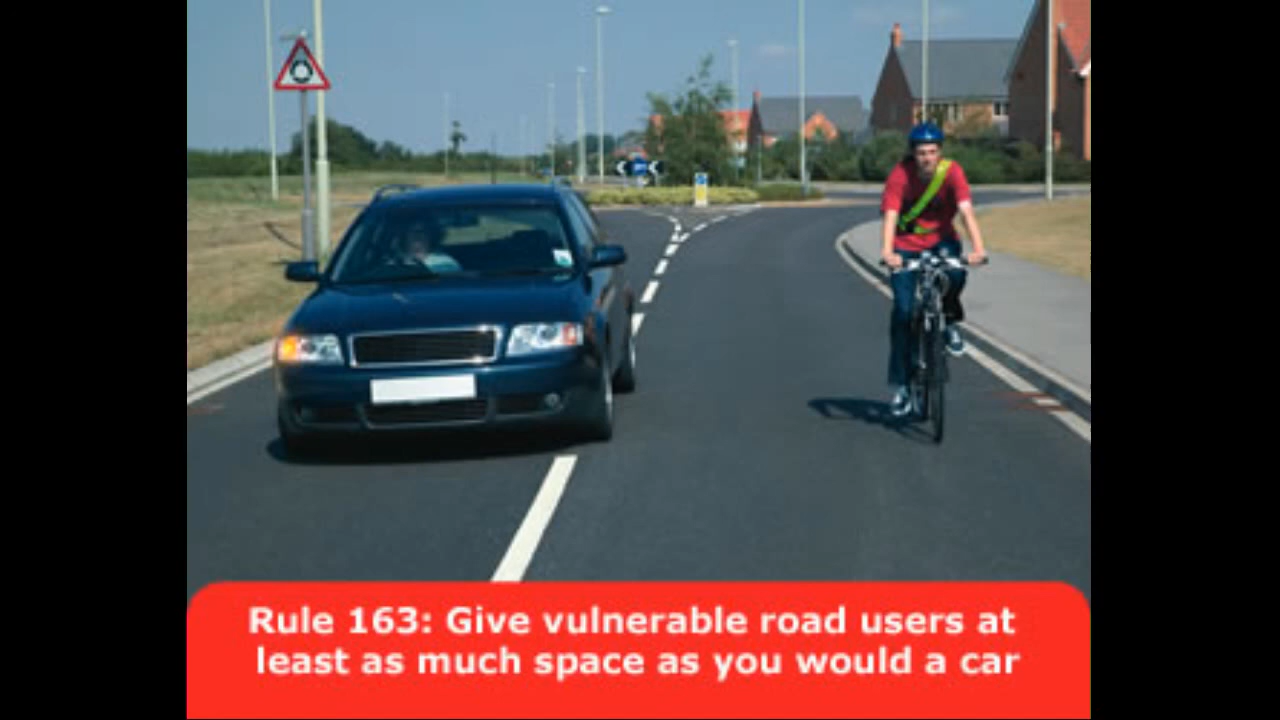 Rule 163: Give vulnerable road users at
least as much space as you would a car